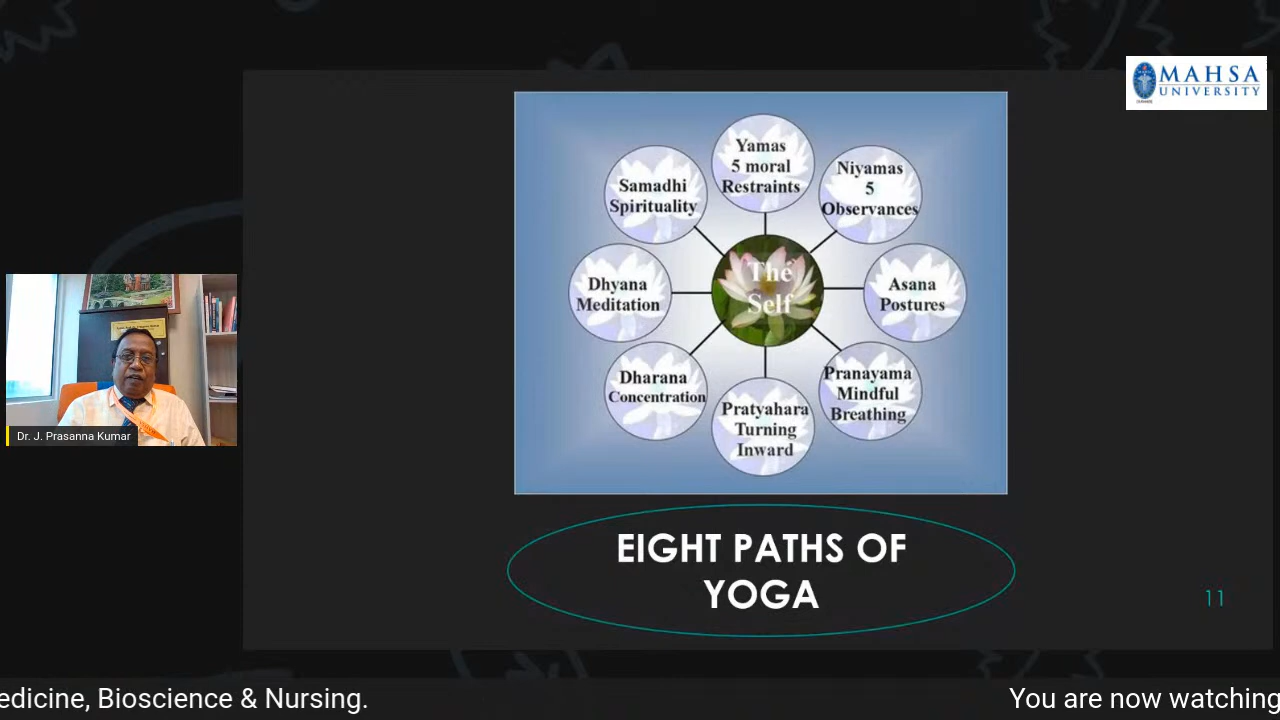 MAHSA
UNIVERSITY
Yamas
5 moral
Restraints
Niyamas
5
Observances
Asana
Postures
Pranayama
Mindful
Breathing
Pratyahara
Turning
Inward
Dharana
Concentration
Dhyana
Meditation
Samadhi
Spirituality
The
Self
Dr. J. Prasanna Kumar
EIGHT PATHS OF
YOGA
11
edicine, Bioscience & Nursing.
You are now watching